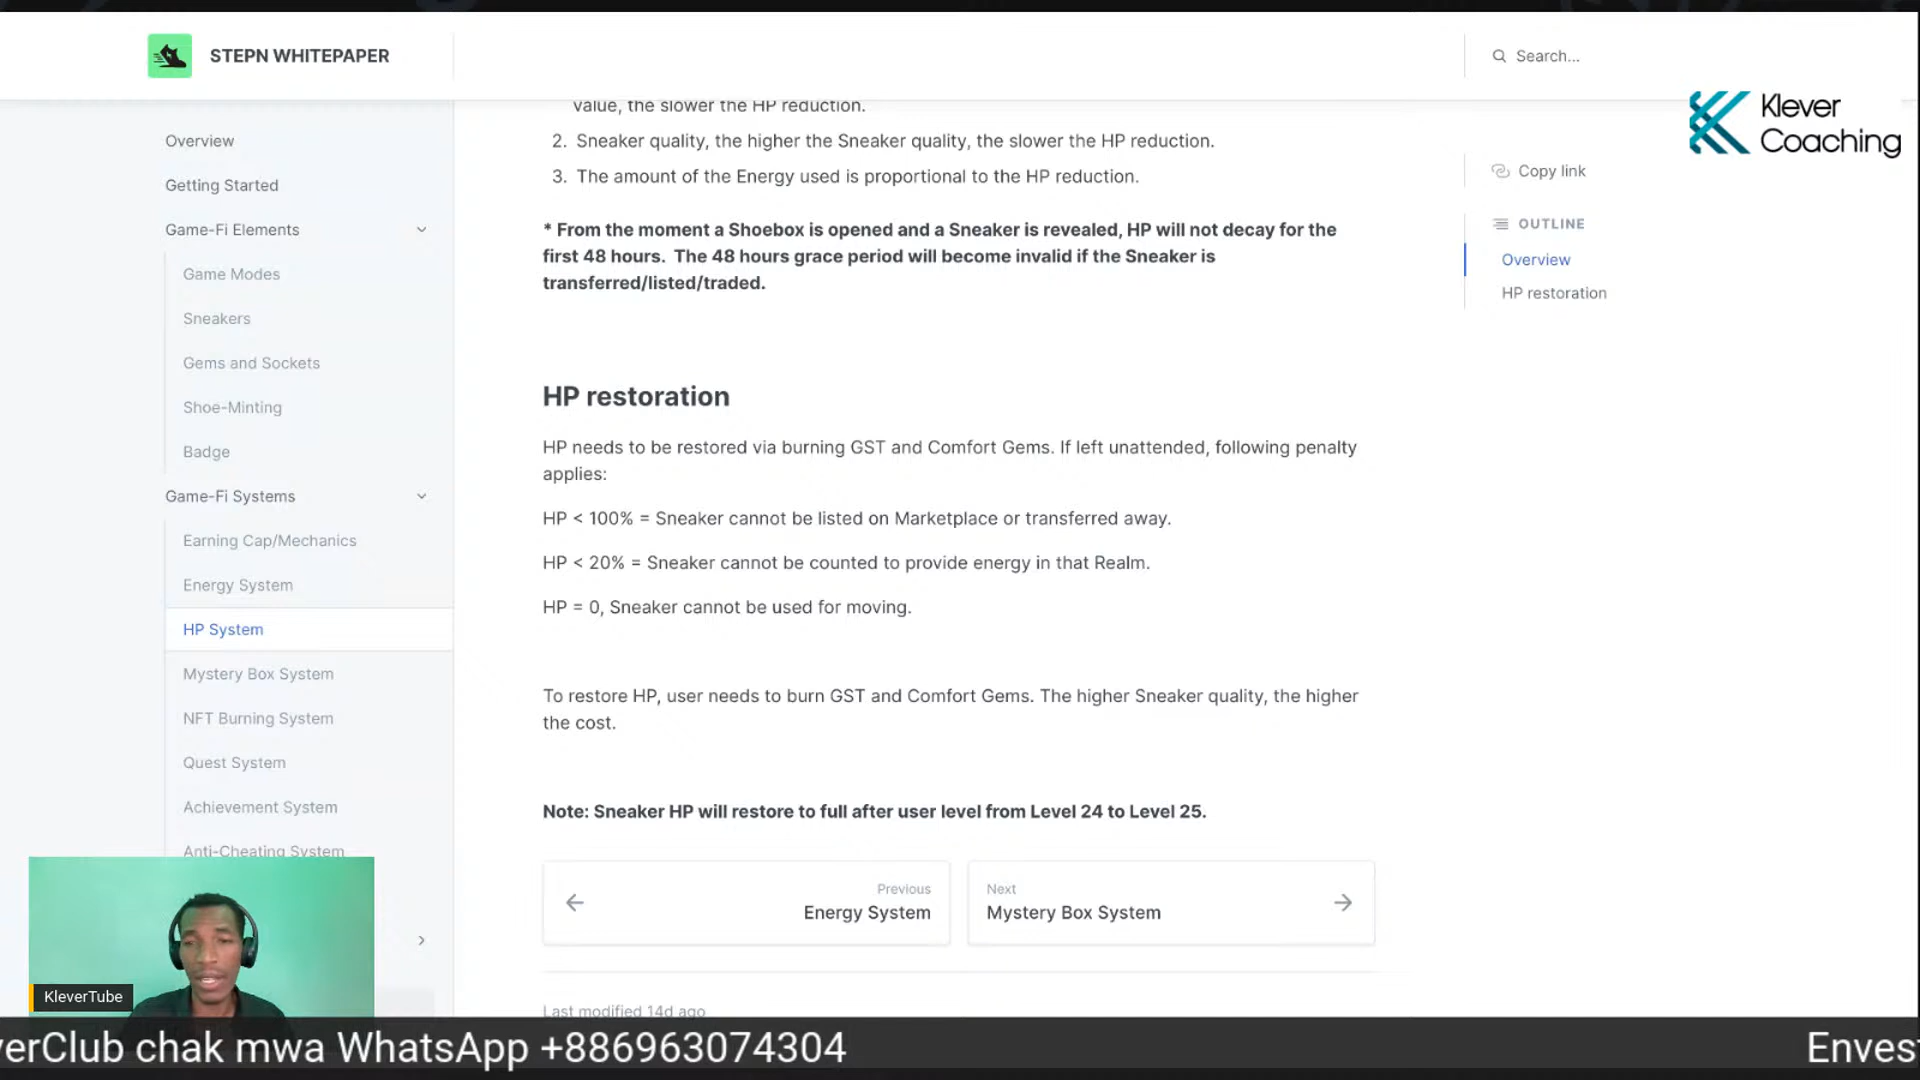 STEPN WHITEPAPER
Search...
Klever
Coaching
Overview
Getting Started
Game-Fi Elements
Game Modes
Sneakers
Gems and Sockets
Shoe-Minting
Badge
Game-Fi Systems
Earning Cap/Mechanics
Energy System
HP System
Mystery Box System
NFT Burning System
Quest System
Achievement System
Anti-Cheating System
value, the slower the HP reduction.
2. Sneaker quality, the higher the Sneaker quality, the slower the HP reduction.
3. The amount of the Energy used is proportional to the HP reduction.
* From the moment a Shoebox is opened and a Sneaker is revealed, HP will not decay for the
first 48 hours. The 48 hours grace period will become invalid if the Sneaker is
transferred/listed/traded.
HP restoration
HP needs to be restored via burning GST and Comfort Gems. If left unattended, following penalty
applies:
HP < 100% = Sneaker cannot be listed on Marketplace or transferred away.
HP < 20% = Sneaker cannot be counted to provide energy in that Realm.
HP = 0, Sneaker cannot be used for moving.
To restore HP, user needs to burn GST and Comfort Gems. The higher Sneaker quality, the higher
the cost.
Note: Sneaker HP will restore to full after user level from Level 24 to Level 25.
Previous
Energy System
Next
Mystery Box System
Last modified 14d ago
Copy link
OUTLINE
Overview
HP restoration
KleverTube
verClub chak mwa WhatsApp +886963074304
Envest